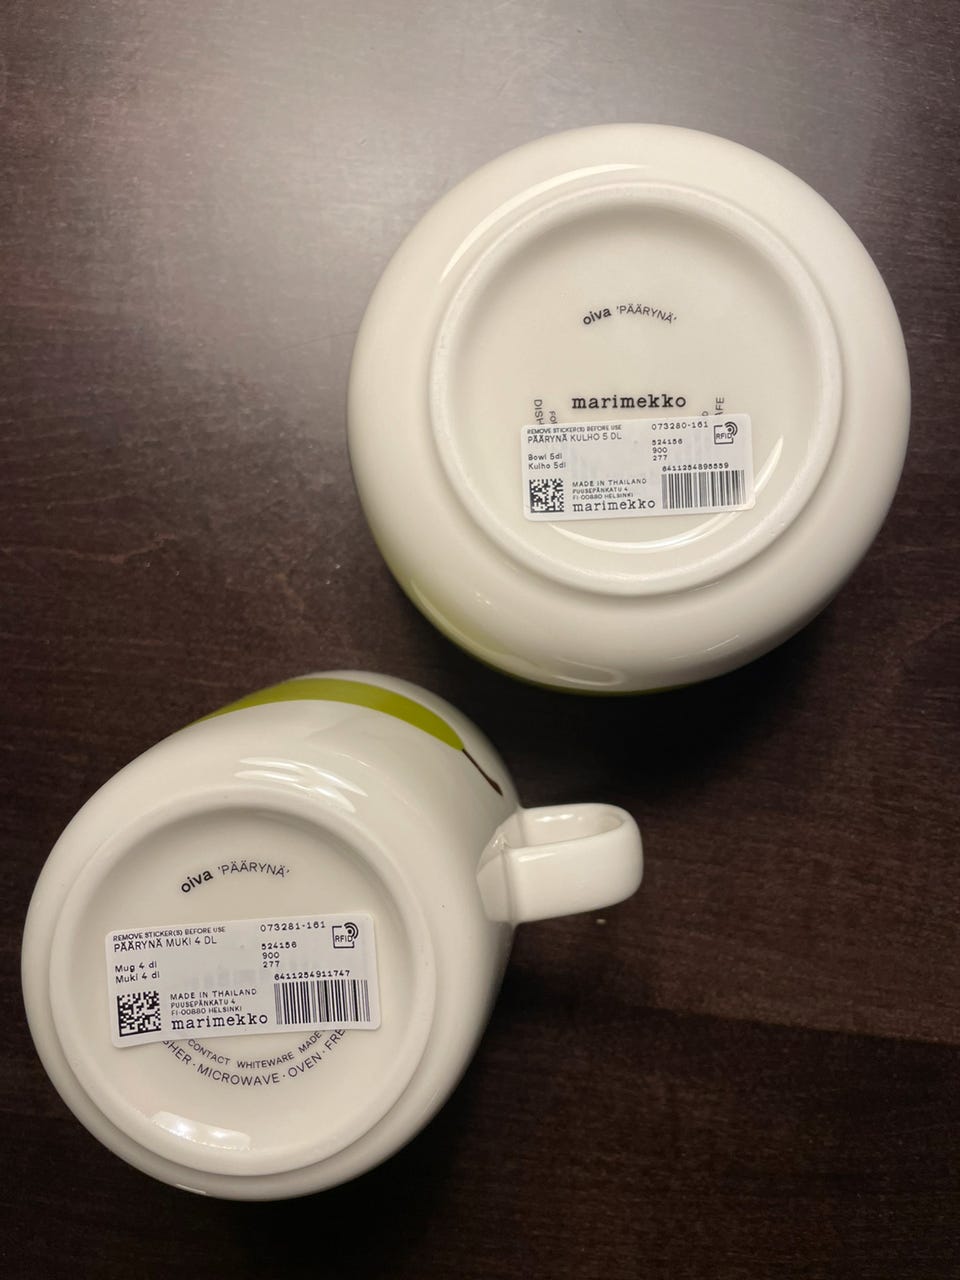 oiva 'PÄÄRYNÄ'
marimekko
REMOVE STICKER(S) BEFORE USE
PÄÄRYNÄ KULHO 5 DL
Bowl 5dl
Kulho 5dl
073280-161
524156
900
277
RFID
6411254895559
MADE IN THAILAND
PUUSEPÄNKATU 4
FI-00880 HELSINKI
marimekko
oiva 'PÄÄRYNÄ'
REMOVE STICKER(S) BEFORE USE
PÄÄRYNÄ MUKI 4 DL
Mug 4 dl
Muki 4 dl
073281-161
524156
900
277
RFID
6411254911747
MADE IN THAILAND
PUUSEPÄNKATU 4
FI-00880 HELSINKI
marimekko
CONTACT WHITEWARE MADE
SHER · MICROWAVE · OVEN · FRE